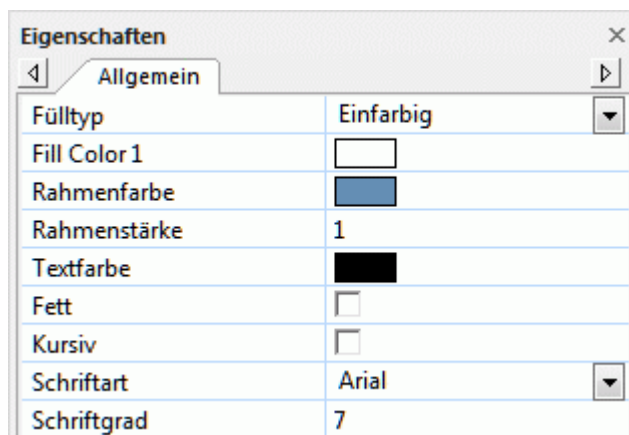 Eigenschaften
Allgemein
Fülltyp Einfarbig
Fill Color 1
Rahmenfarbe
Rahmenstärke 1
Textfarbe
Fett
Kursiv
Schriftart Arial
Schriftgrad 7